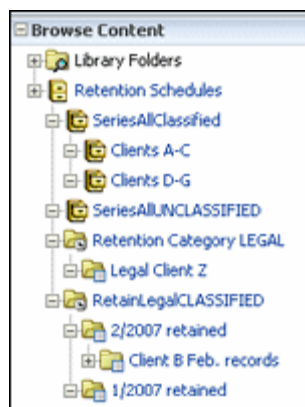 Browse Content
Library Folders
Retention Schedules
SeriesAllClassified
Clients A-C
Clients D-G
SeriesAllUNCLASSIFIED
Retention Category LEGAL
Legal Client Z
RetainLegalCLASSIFIED
2/2007 retained
Client B Feb. records
1/2007 retained